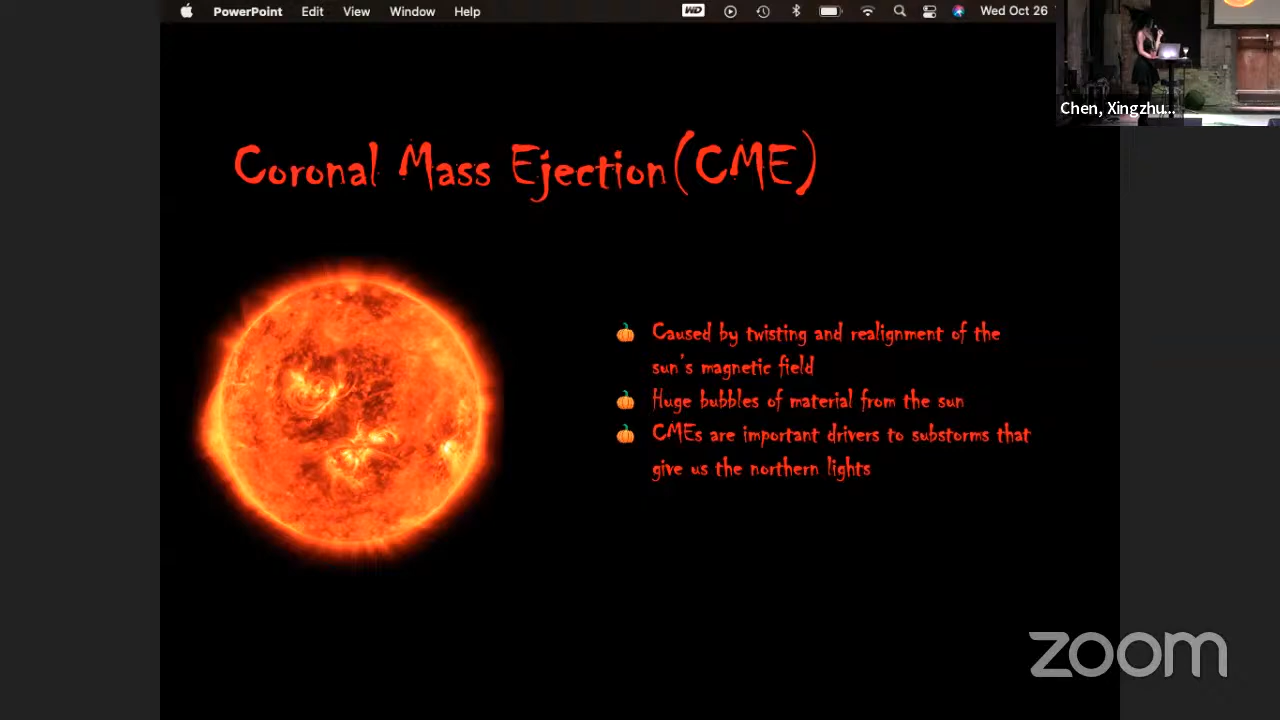 PowerPoint Edit View Window Help WD Wed Oct 26
Chen, Xingzhu...
Coronal Mass Ejection(CME)
Caused by twisting and realignment of the
sun's magnetic field
Huge bubbles of material from the sun
CMEs are important drivers to substorms that
give us the northern lights
zoom